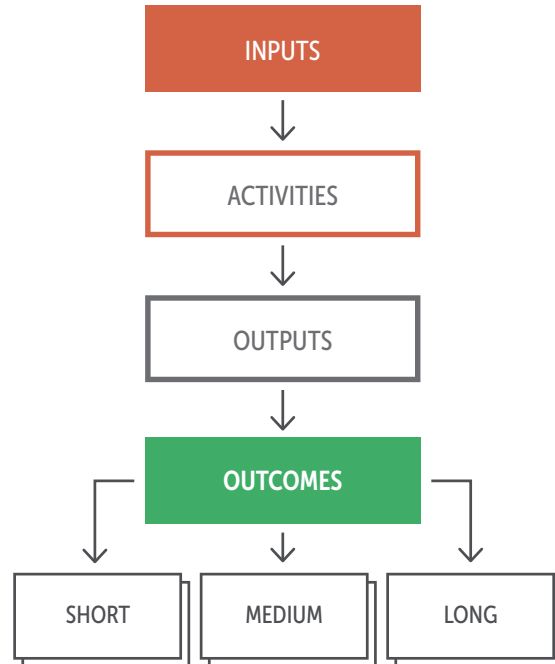 INPUTS
ACTIVITIES
OUTPUTS
OUTCOMES
SHORT
MEDIUM
LONG